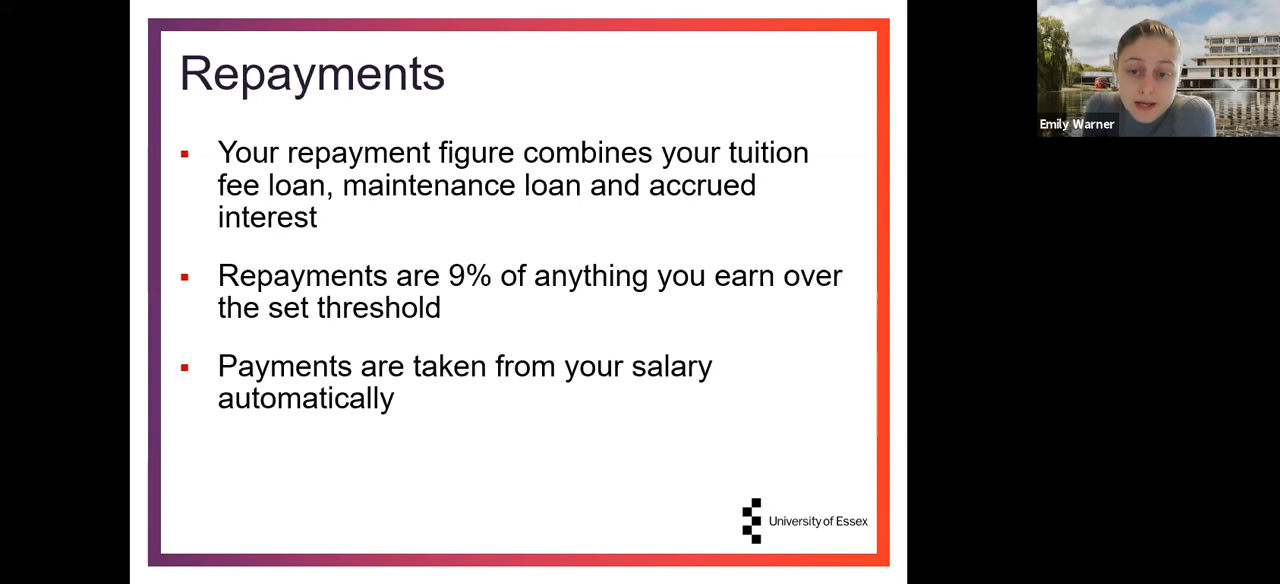 Repayments
Your repayment figure combines your tuition
fee loan, maintenance loan and accrued
interest
Repayments are 9% of anything you earn over
the set threshold
Payments are taken from your salary
automatically
University of Essex
Emily Warner